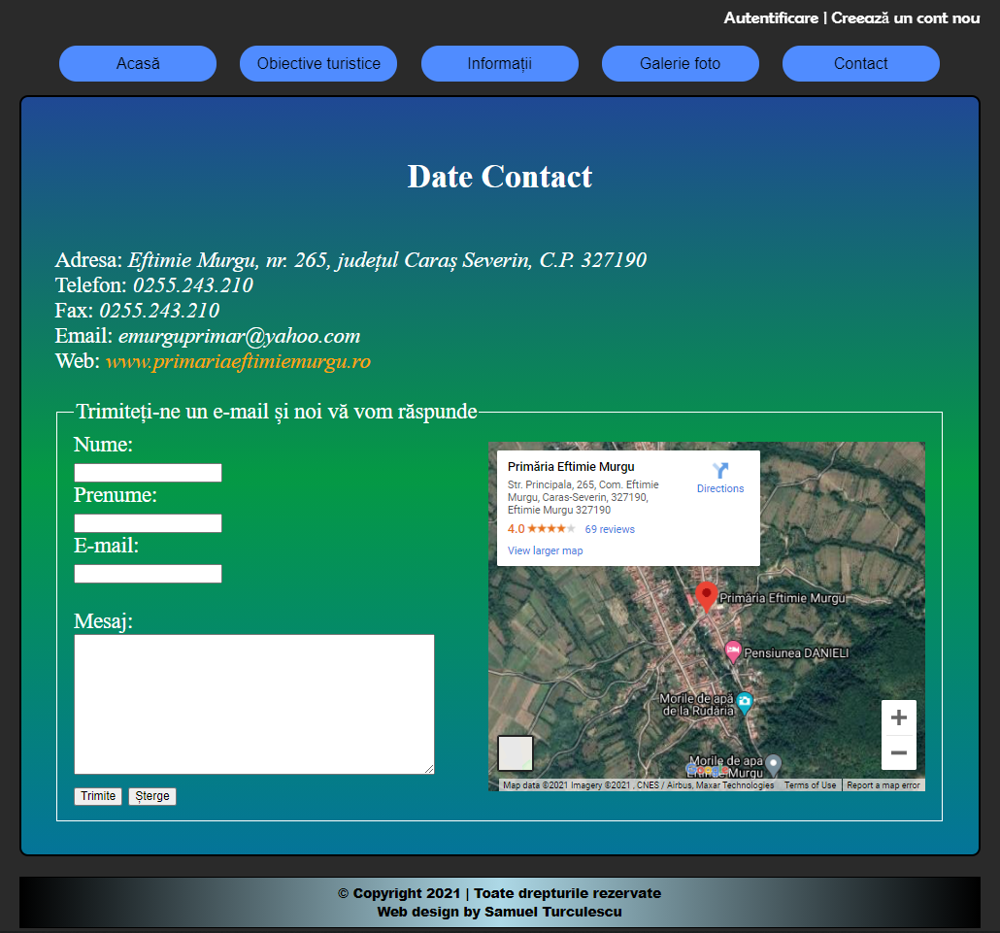 Autentificare | Creează un cont nou
Acasă
Obiective turistice
Informații
Galerie foto
Contact
Date Contact
Adresa: Eftimie Murgu, nr. 265, județul Caraș Severin, C.P. 327190
Telefon: 0255.243.210
Fax: 0255.243.210
Email: emurguprimar@yahoo.com
Web: www.primariaeftimiemurgu.ro
Trimiteți-ne un e-mail și noi vă vom răspunde
Nume:
Prenume:
E-mail:
Mesaj:
Trimite
Șterge
Primăria Eftimie Murgu
Str. Principala, 265, Com. Eftimie
Murgu, Caras-Severin, 327190,
Eftimie Murgu 327190
Directions
4.0 69 reviews
View larger map
Primăria Eftimie Murgu
Pensiunea DANIELI
Morile de apă
de la Rudăria
Morile de apa
Eftimie Murgu
Google
Map data ©2021 Imagery ©2021 , CNES / Airbus, Maxar Technologies
Terms of Use
Report a map error
© Copyright 2021 | Toate drepturile rezervate
Web design by Samuel Turculescu